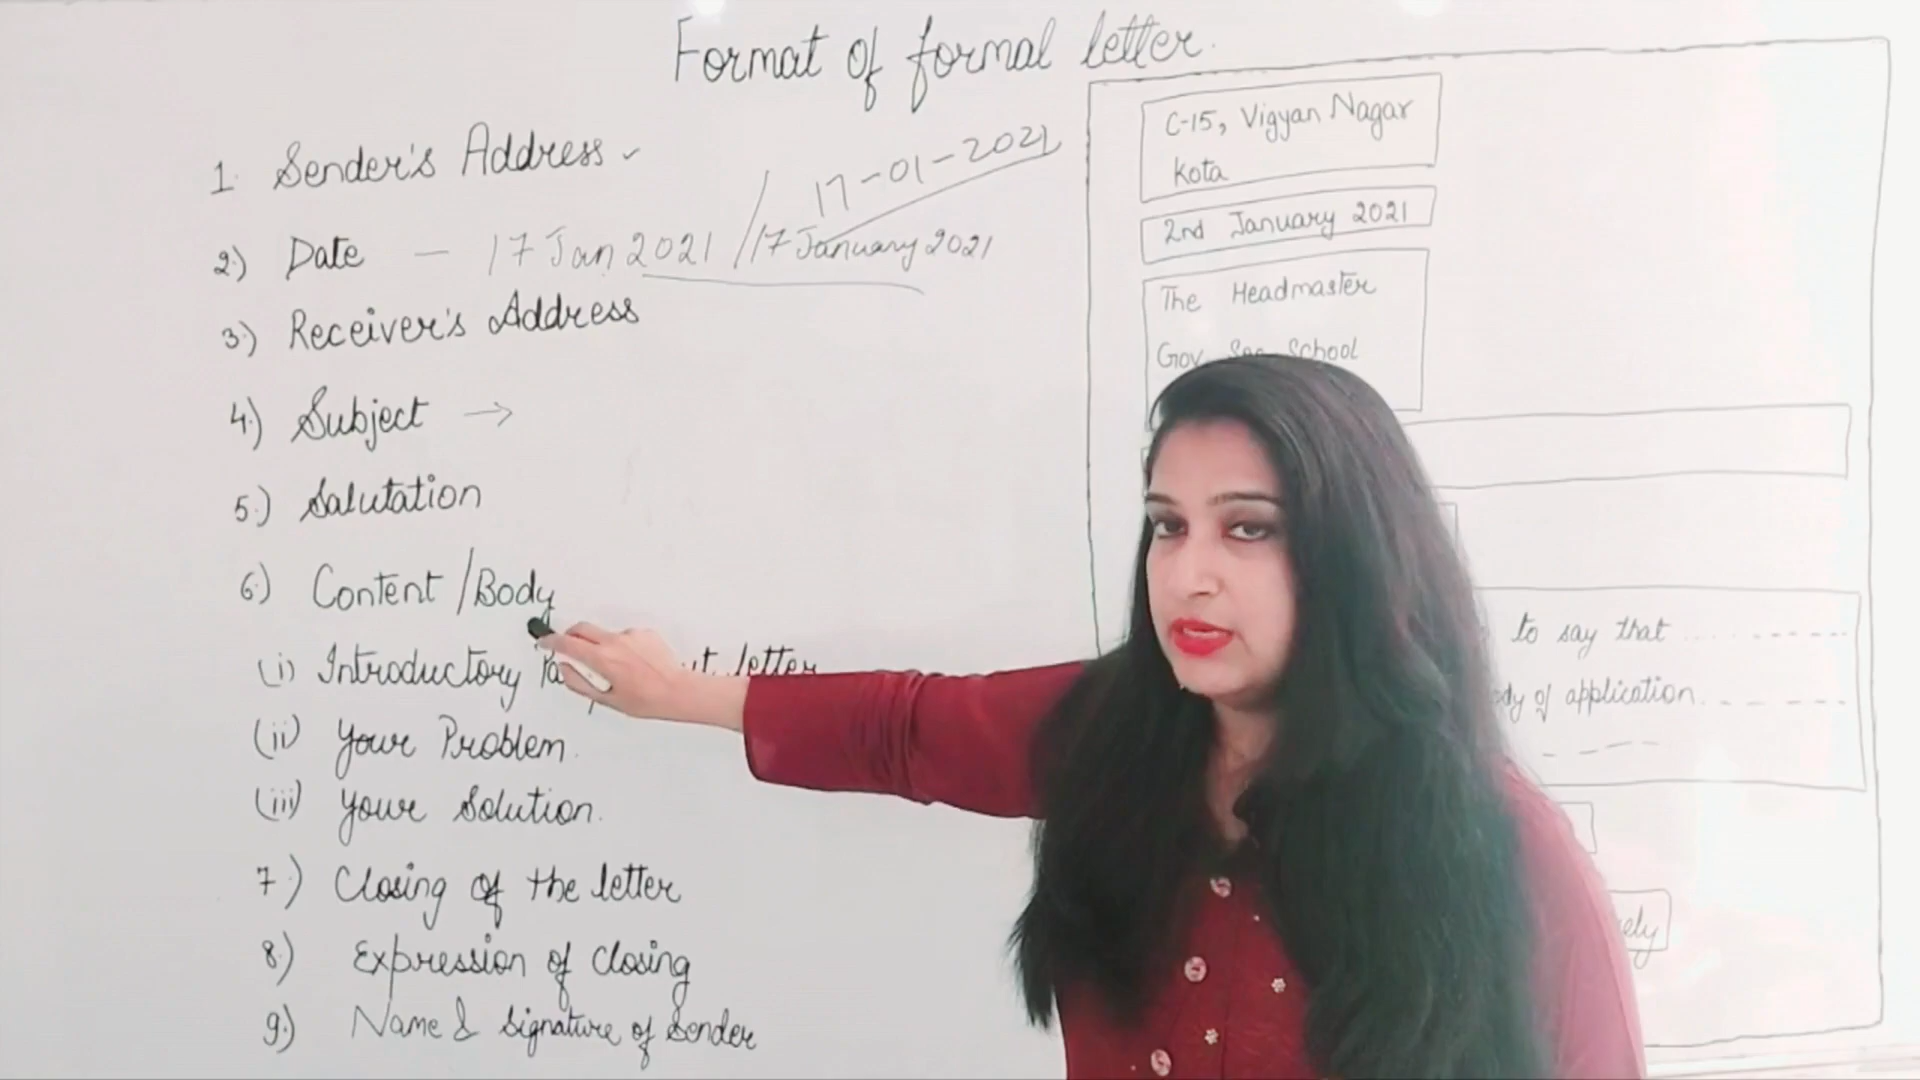 Format of formal letter.
1. Sender's Address
17-01-2021
2.) Date - 17 Jan 2021 / 17 January 2021
3.) Receiver's Address
4.) Subject →
5.) Salutation
6.) Content / Body
(i) Introductory letter
(ii) Your Problem.
(iii) Your Solution.
7.) Closing of the letter
8.) Expression of Closing
9.) Name & Signature of Sender
C-15, Vigyan Nagar
Kota
2nd January 2021
The Headmaster
Gov. Sec School
to say that
of application